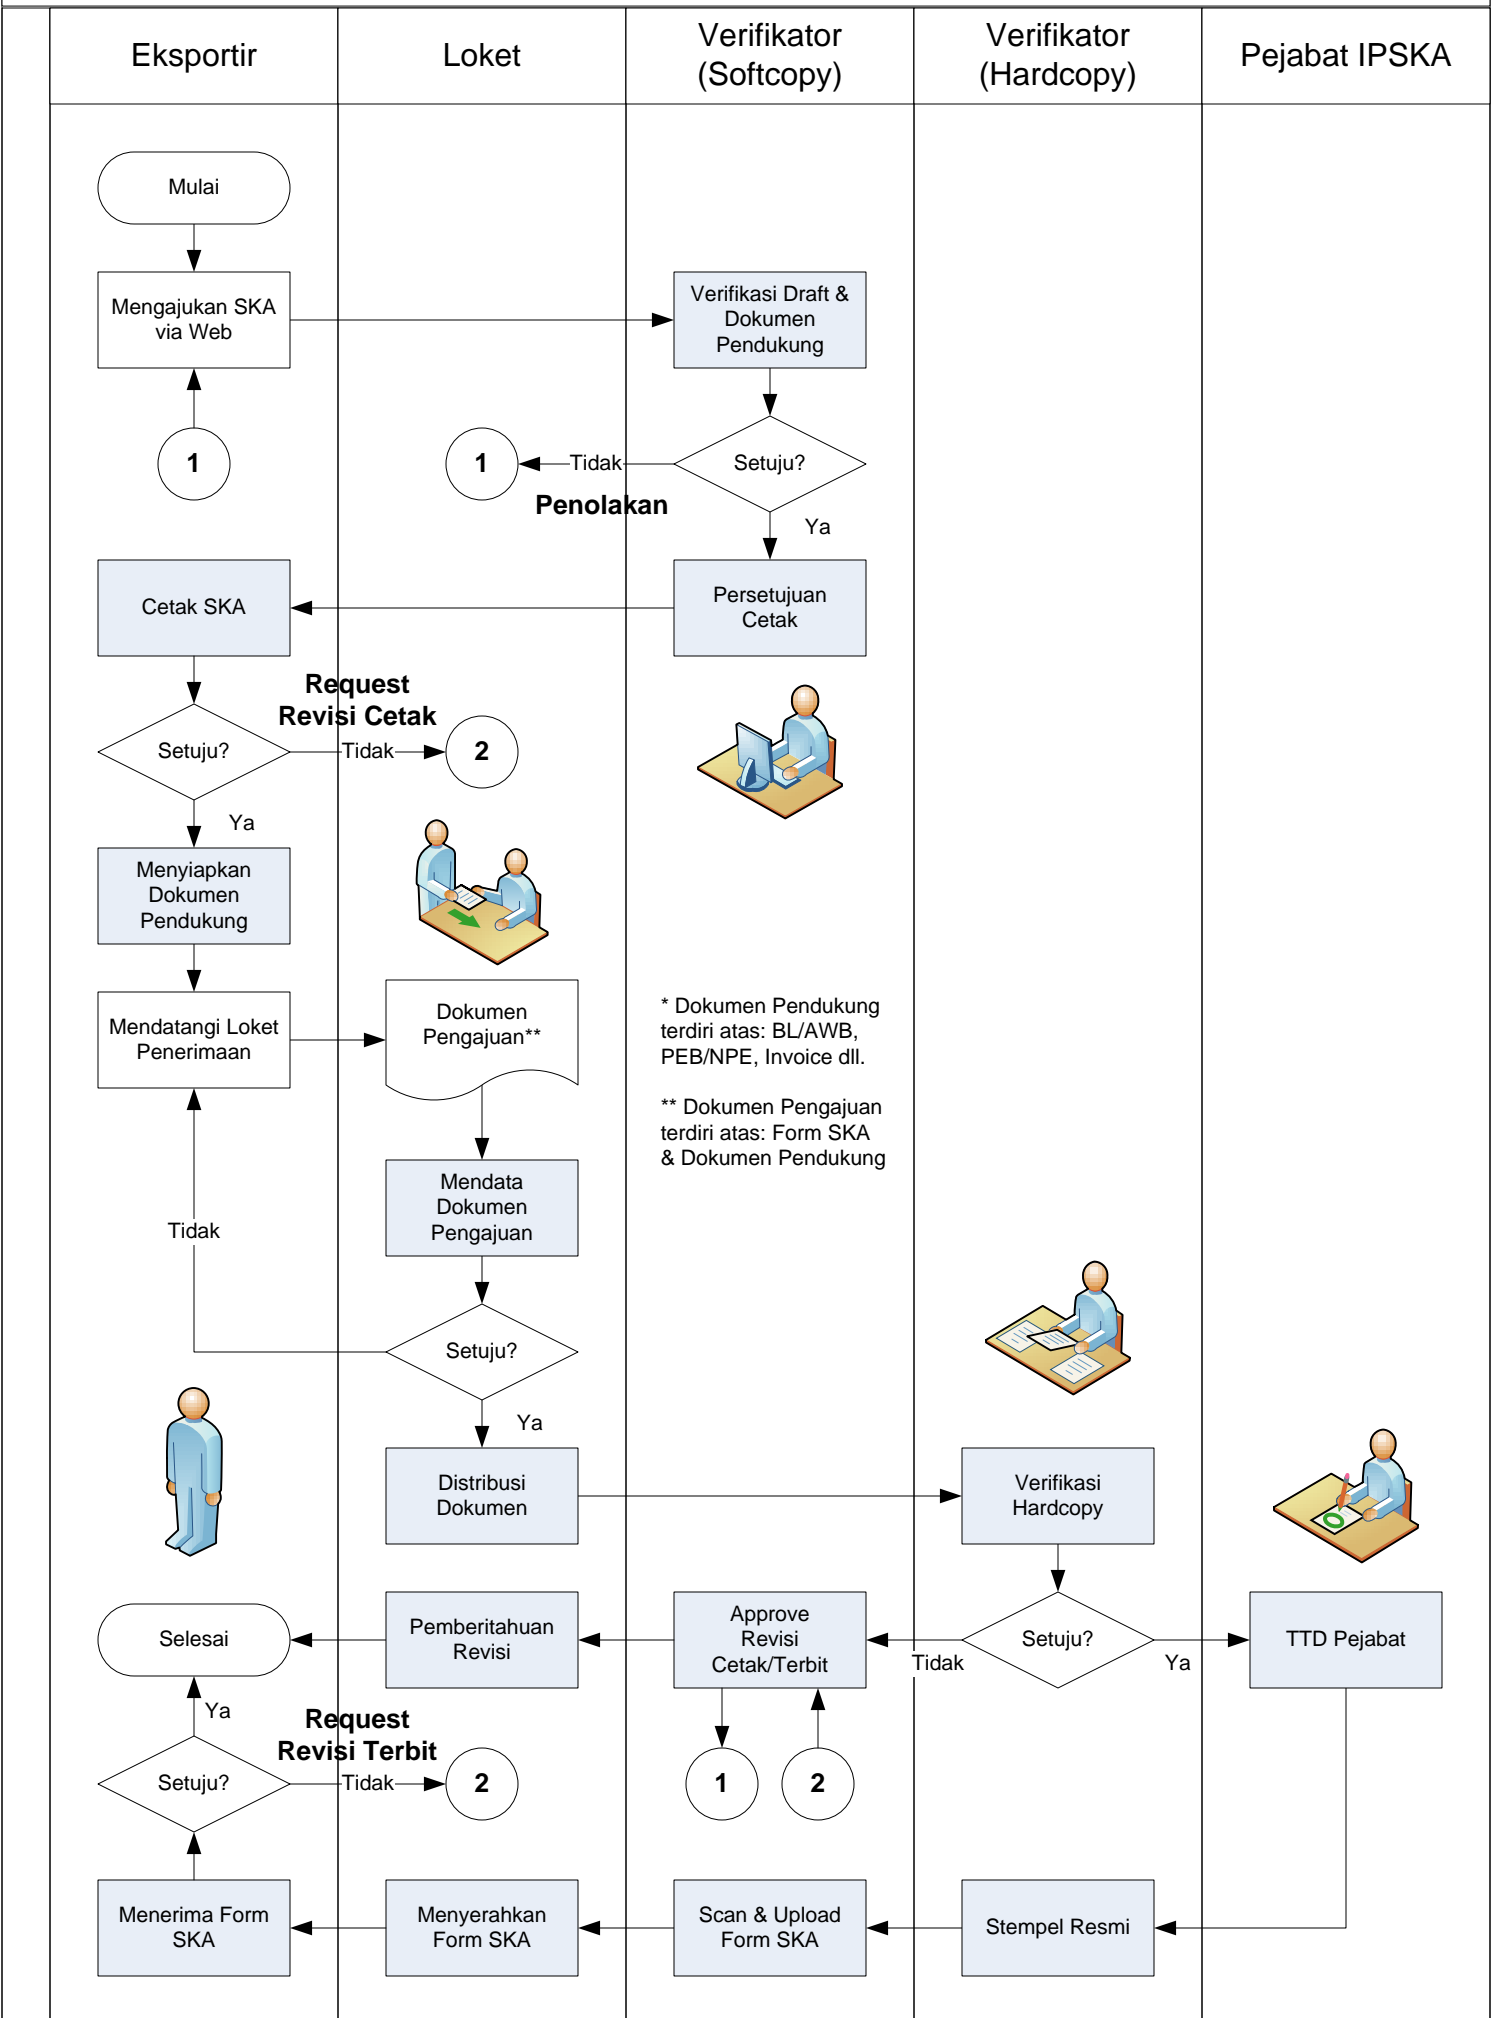 Eksportir
Loket
Verifikator
(Softcopy)
Verifikator
(Hardcopy)
Pejabat IPSKA
Mulai
Mengajukan SKA
via Web
Verifikasi Draft &
Dokumen
Pendukung
1
1
Tidak
Setuju?
Penolakan
Ya
Cetak SKA
Persetujuan
Cetak
Request
Revisi Cetak
Setuju?
Tidak
2
Ya
Menyiapkan
Dokumen
Pendukung
Mendatangi Loket
Penerimaan
Dokumen
Pengajuan**
* Dokumen Pendukung
terdiri atas: BL/AWB,
PEB/NPE, Invoice dll.
** Dokumen Pengajuan
terdiri atas: Form SKA
& Dokumen Pendukung
Mendata
Dokumen
Pengajuan
Tidak
Setuju?
Ya
Distribusi
Dokumen
Verifikasi
Hardcopy
Selesai
Pemberitahuan
Revisi
Approve
Revisi
Cetak/Terbit
Tidak
Setuju?
Ya
TTD Pejabat
Ya
Request
Revisi Terbit
Setuju?
Tidak
2
1
2
Menerima Form
SKA
Menyerahkan
Form SKA
Scan & Upload
Form SKA
Stempel Resmi